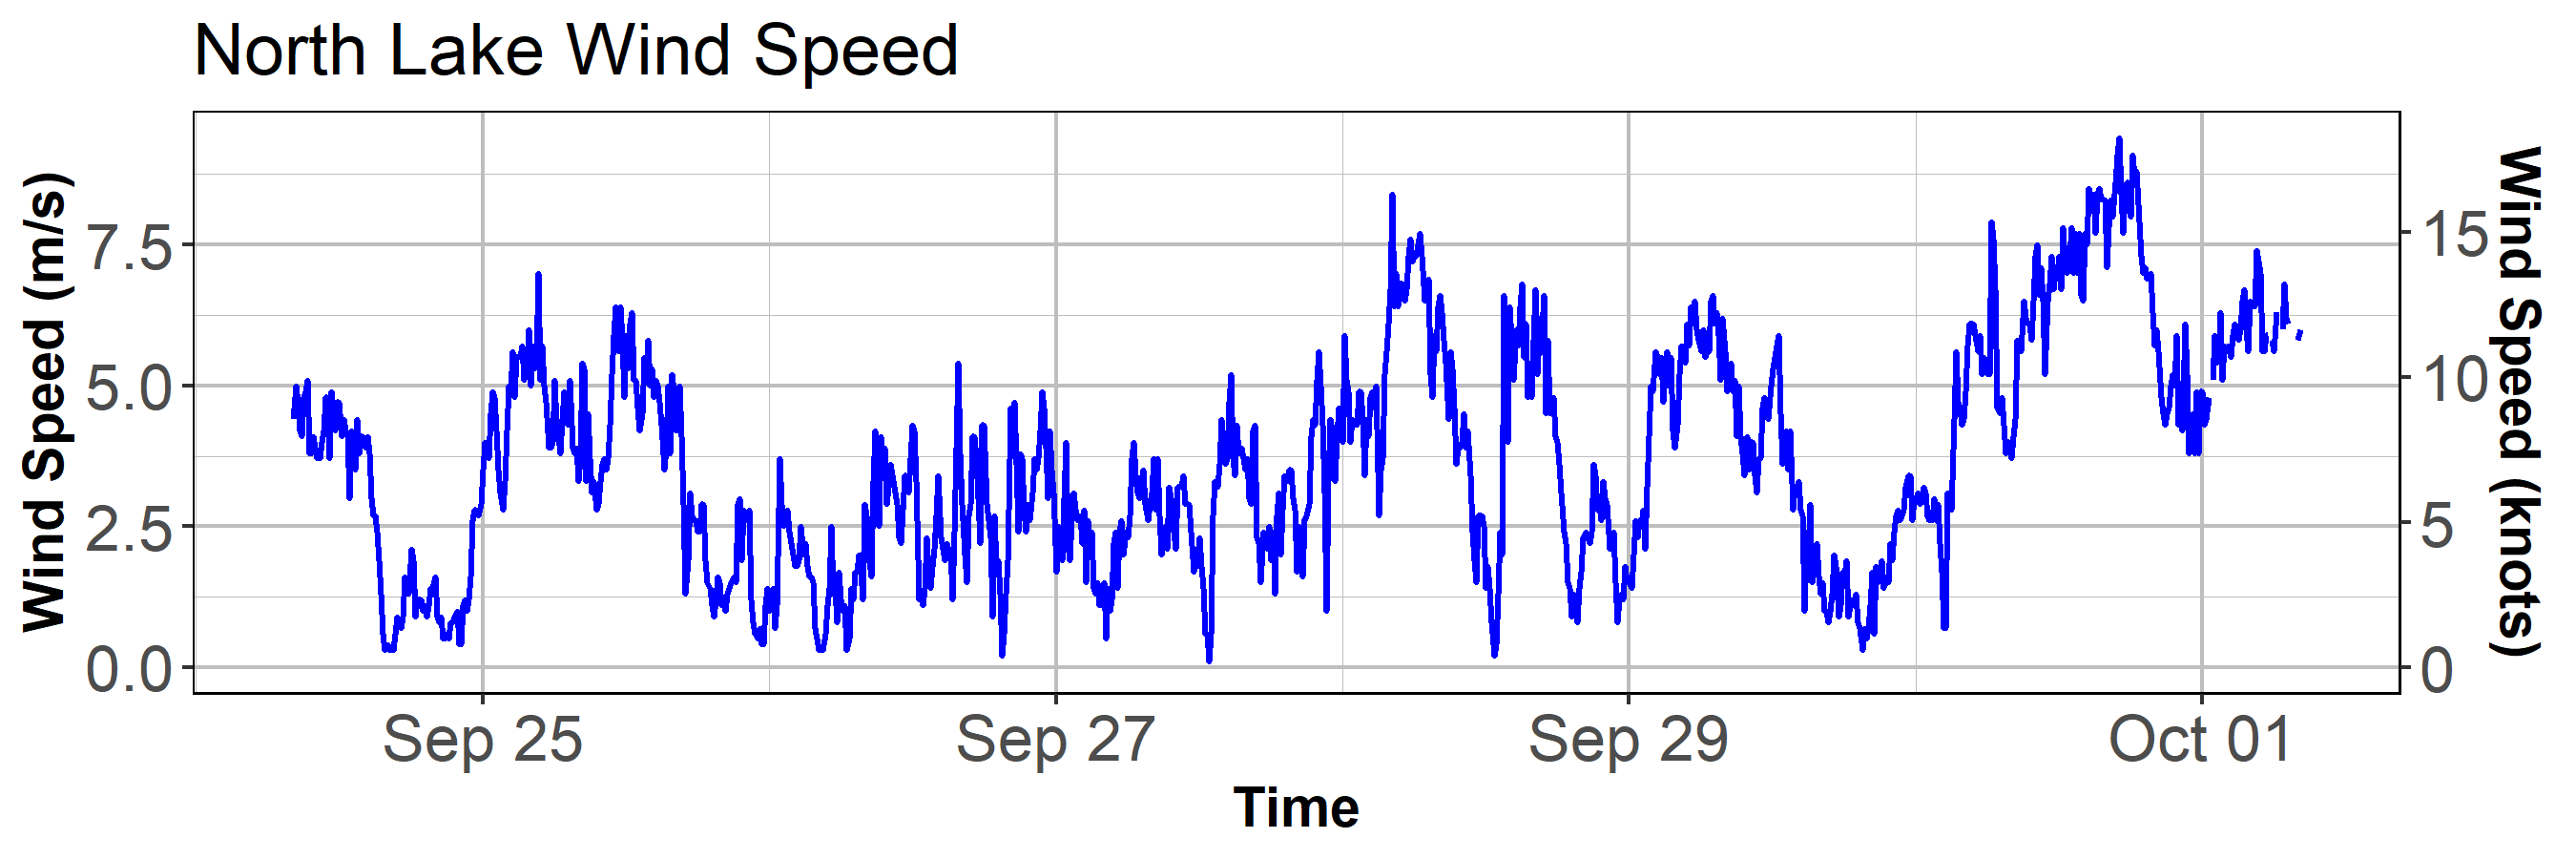 North Lake Wind Speed
Wind Speed (m/s)
7.5
5.0
2.5
0.0
15
10
5
0
Wind Speed (knots)
Sep 25
Sep 27
Sep 29
Oct 01
Time